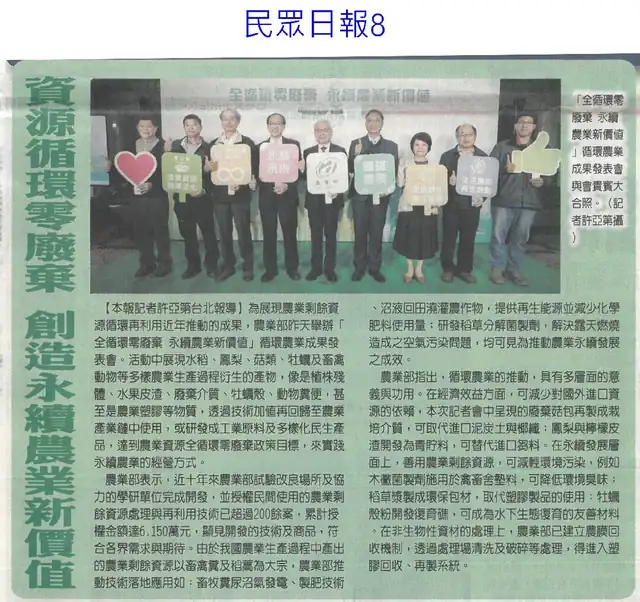 民眾日報8
資源循環零廢棄 創造永續農業新價值
全循環零廢棄 永續農業新價值
「全循環零
廢棄 永續
農業新價值
」循環農業
成果發表會
與會貴賓大
合照。（記
者許亞第攝
）
【本報記者許亞第台北報導】為展現農業剩餘資
源循環再利用近年推動的成果，農業部昨天舉辦「
全循環零廢棄 永續農業新價值」循環農業成果發
表會。活動中展現水稻、鳳梨、菇類、牡蠣及畜禽
動物等多樣農業生產過程衍生的產物，像是植株殘
體、水果皮渣、廢棄介質、牡蠣殼、動物糞便，甚
至是農業塑膠等物質，透過技術加值再回歸至農業
產業鏈中使用，或研發成工業原料及多樣化民生產
品，達到農業資源全循環零廢棄政策目標，來實踐
永續農業的經營方式。
農業部表示，近十年來農業部試驗改良場所及協
力的學研單位完成開發，並授權民間使用的農業剩
餘資源處理與再利用技術已超過200餘案，累計授
權金額達6,150萬元，顯見開發的技術及商品，符
合各界需求與期待。由於我國農業生產過程中產出
的農業剩餘資源以畜禽糞及稻蒿為大宗，農業部推
動技術落地應用如：畜牧糞尿沼氣發電、製肥技術
、沼液回田澆灌農作物，提供再生能源並減少化學
肥料使用量；研發稻草分解菌製劑，解決露天燃燒
造成之空氣污染問題，均可見為推動農業永續發展
之成效。
農業部指出，循環農業的推動，具有多層面的意
義與功用。在經濟效益方面，可減少對國外進口資
源的依賴，本次記者會中呈現的廢棄菇包再製成栽
培介質，可取代進口泥炭土與椰纖；鳳梨與檸檬皮
渣開發為青貯料，可替代進口芻料。在永續發展層
面上，善用農業剩餘資源，可減輕環境污染，例如
木黴菌製劑施用於禽畜舍墊料，可降低環境臭味；
稻草漿製成環保包材，取代塑膠製品的使用；牡蠣
殼粉開發便育礁，可成為水下生態復育的友善材料
。在非生物性資材的處理上，農業部已建立農膜回
收機制，透過處理場清洗及破碎等處理，得進入塑
膠回收、再製系統。